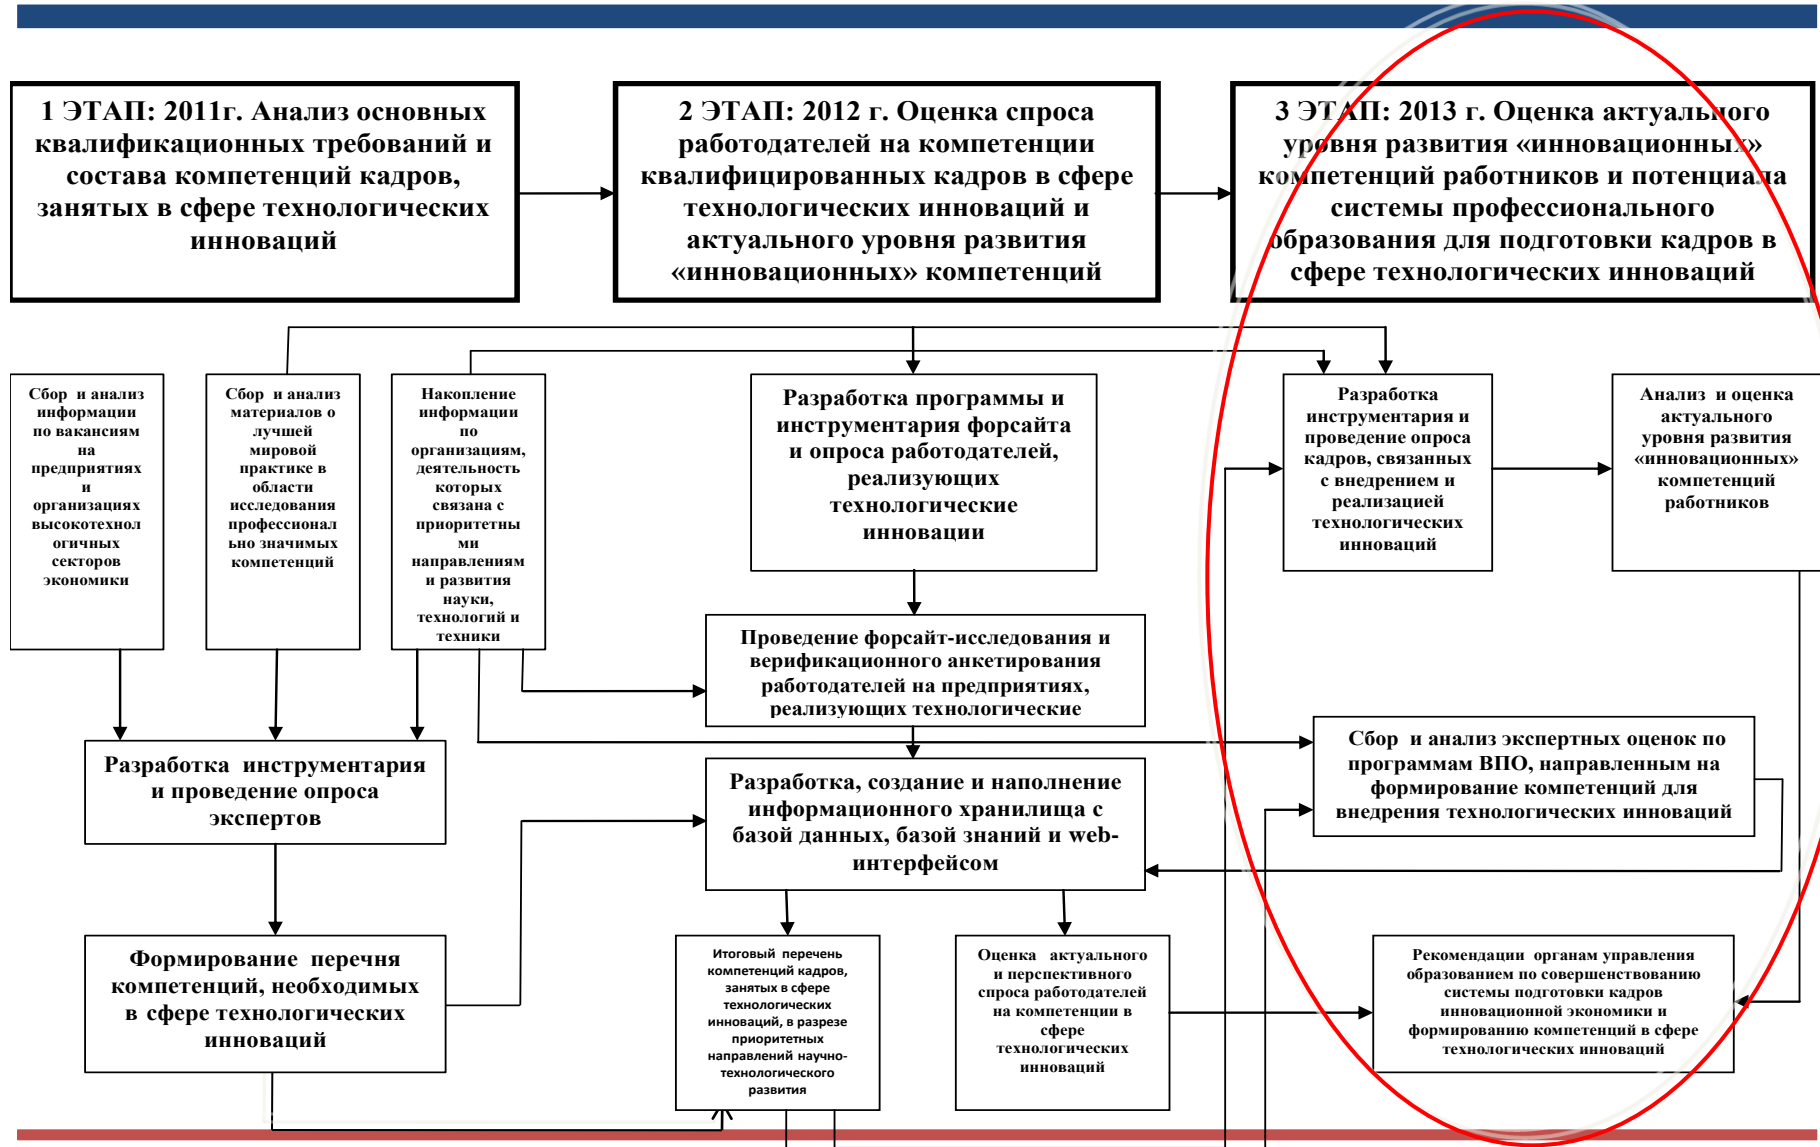 1 ЭТАП: 2011г. Анализ основных
квалификационных требований и
состава компетенций кадров,
занятых в сфере технологических
инноваций
2 ЭТАП: 2012 г. Оценка спроса
работодателей на компетенции
квалифицированных кадров в сфере
технологических инноваций и
актуального уровня развития
«инновационных» компетенций
3 ЭТАП: 2013 г. Оценка актуального
уровня развития «инновационных»
компетенций работников и потенциала
системы профессионального
образования для подготовки кадров в
сфере технологических инноваций
Сбор и анализ
информации
по вакансиям
на
предприятиях
и
организациях
высокотехнол
огичных
секторов
экономики
Сбор и анализ
материалов о
лучшей
мировой
практике в
области
исследования
профессионал
ьно значимых
компетенций
Накопление
информации
по
организациям,
деятельность
которых
связана с
приоритетны
ми
направлениям
и развития
науки,
технологий и
техники
Разработка программы и
инструментария форсайта
и опроса работодателей,
реализующих
технологические
инновации
Разработка
инструментария и
проведение опроса
кадров, связанных
с внедрением и
реализацией
технологических
инноваций
Анализ и оценка
актуального
уровня развития
«инновационных»
компетенций
работников
Проведение форсайт-исследования и
верификационного анкетирования
работодателей на предприятиях,
реализующих технологические
Разработка инструментария
и проведение опроса
экспертов
Разработка, создание и наполнение
информационного хранилища с
базой данных, базой знаний и web-
интерфейсом
Сбор и анализ экспертных оценок по
программам ВПО, направленным на
формирование компетенций для
внедрения технологических инноваций
Формирование перечня
компетенций, необходимых
в сфере технологических
инноваций
Итоговый перечень
компетенций кадров,
занятых в сфере
технологических
инноваций, в разрезе
приоритетных
направлений научно-
технологического
развития
Оценка актуального
и перспективного
спроса работодателей
на компетенции в
сфере
технологических
инноваций
Рекомендации органам управления
образованием по совершенствованию
системы подготовки кадров
инновационной экономики и
формированию компетенций в сфере
технологических инноваций